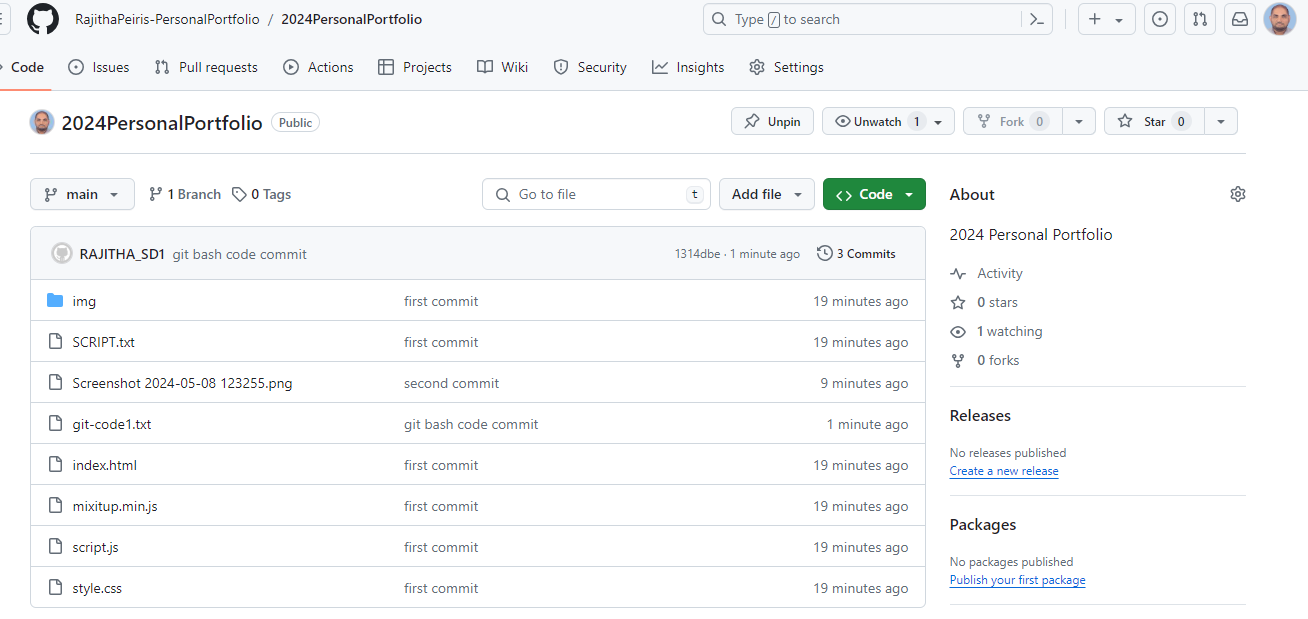 RajithaPeiris-PersonalPortfolio / 2024PersonalPortfolio
Type / to search
Code Issues Pull requests Actions Projects Wiki Security Insights Settings
2024PersonalPortfolio Public
Unpin Unwatch 1 Fork 0 Star 0
main 1 Branch 0 Tags Go to file t Add file Code
RAJITHA_SD1 git bash code commit 1314dbe · 1 minute ago 3 Commits
img first commit 19 minutes ago
SCRIPT.txt first commit 19 minutes ago
Screenshot 2024-05-08 123255.png second commit 9 minutes ago
git-code1.txt git bash code commit 1 minute ago
index.html first commit 19 minutes ago
mixitup.min.js first commit 19 minutes ago
script.js first commit 19 minutes ago
style.css first commit 19 minutes ago
About
2024 Personal Portfolio
Activity
0 stars
1 watching
0 forks
Releases
No releases published
Create a new release
Packages
No packages published
Publish your first package